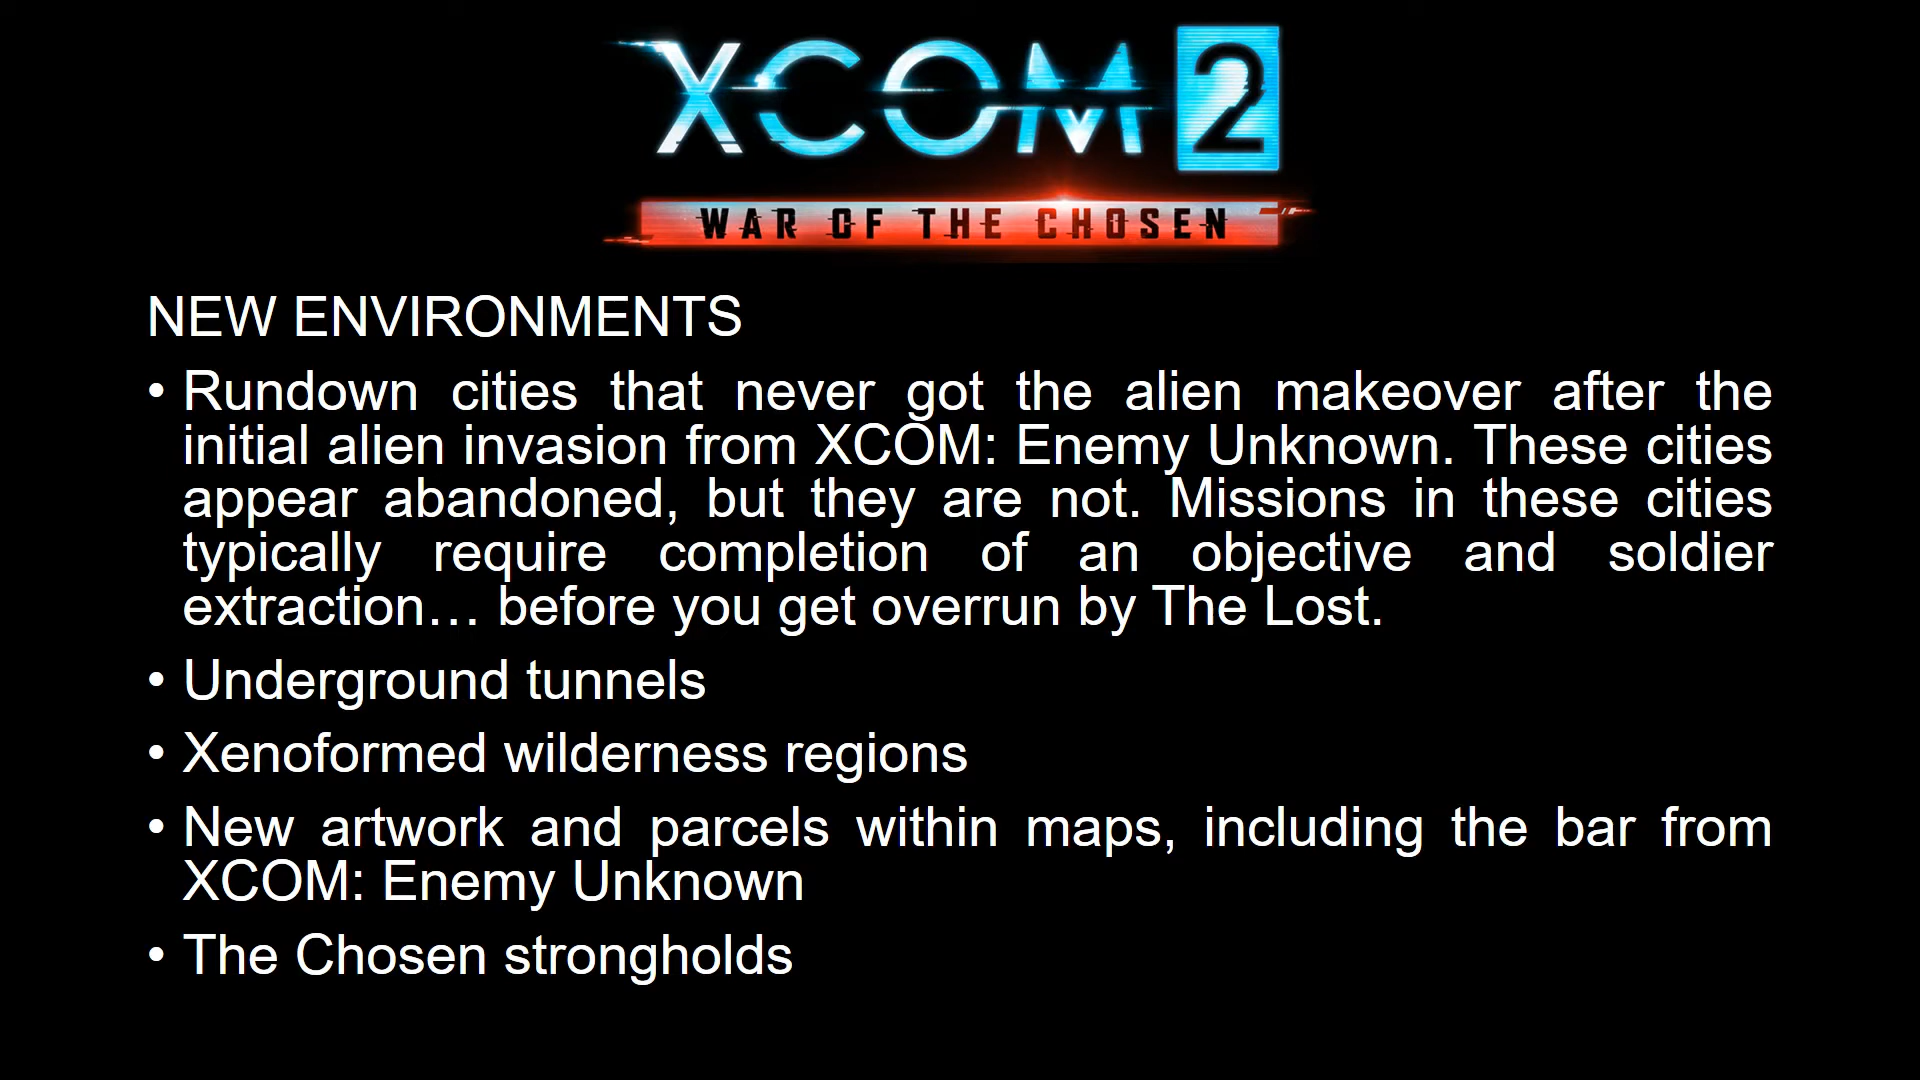 XCOM 2
WAR OF THE CHOSEN
NEW ENVIRONMENTS
• Rundown cities that never got the alien makeover after the
initial alien invasion from XCOM: Enemy Unknown. These cities
appear abandoned, but they are not. Missions in these cities
typically require completion of an objective and soldier
extraction… before you get overrun by The Lost.
• Underground tunnels
• Xenoformed wilderness regions
• New artwork and parcels within maps, including the bar from
XCOM: Enemy Unknown
• The Chosen strongholds